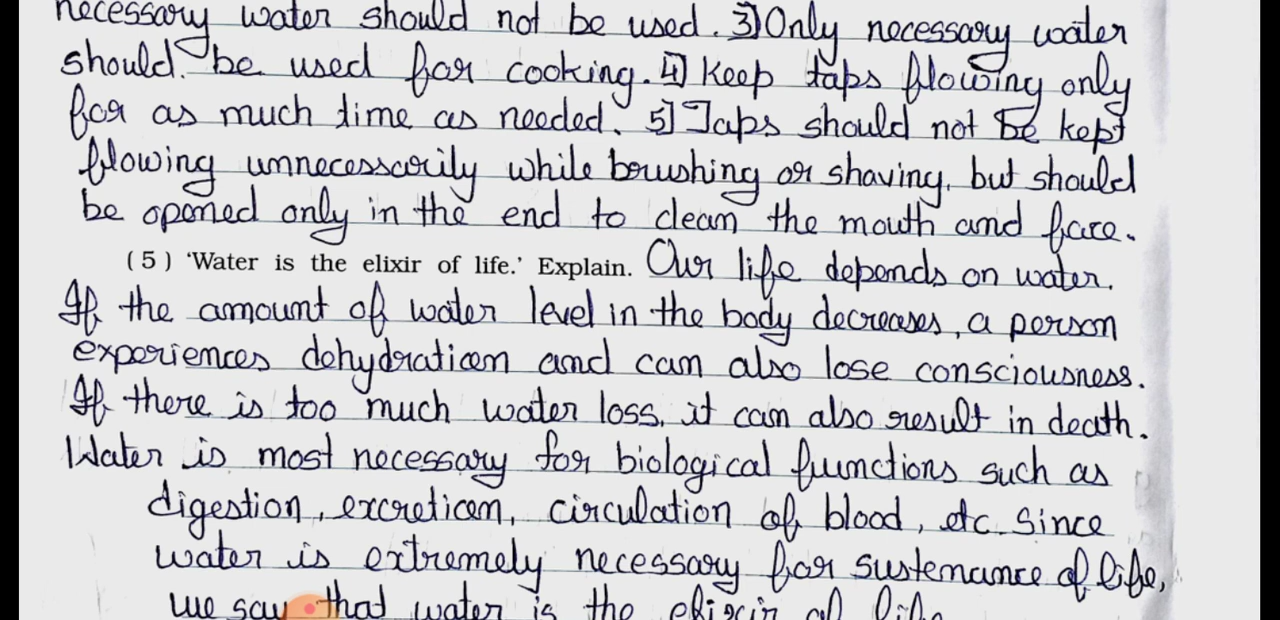 necessary water should not be used. 3] Only necessary water
should be used for cooking. 4] Keep taps flowing only
for as much time as needed. 5] Taps should not be kept
flowing unnecessarily while brushing or shaving, but should
be opened only in the end to clean the mouth and face.
(5) ‘Water is the elixir of life.’ Explain. Our life depends on water.
If the amount of water level in the body decreases, a person
experiences dehydration and can also lose consciousness.
If there is too much water loss, it can also result in death.
Water is most necessary for biological functions such as
digestion, excretion, circulation of blood, etc. Since
water is extremely necessary for sustenance of life,
we say that water is the elixir of life